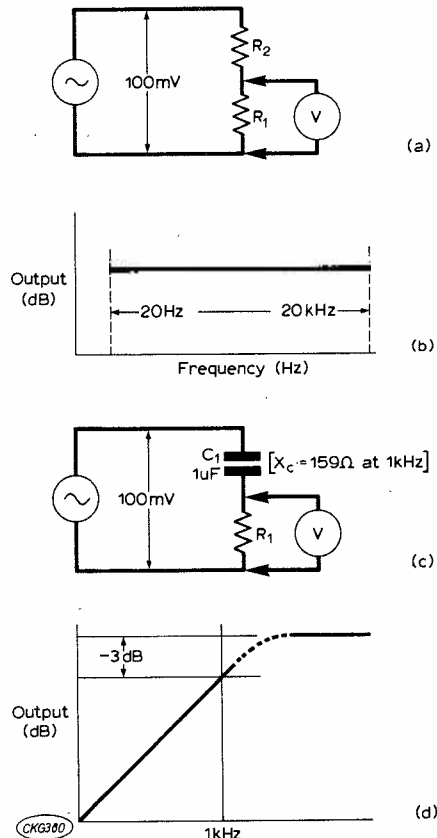 R2
100mV
R1
V
(a)
Output
(dB)
20Hz
20kHz
Frequency (Hz)
(b)
C1
1uF
[Xc = 159Ω at 1kHz]
100mV
R1
V
(c)
-3dB
Output
(dB)
CKG380
1kHz
(d)